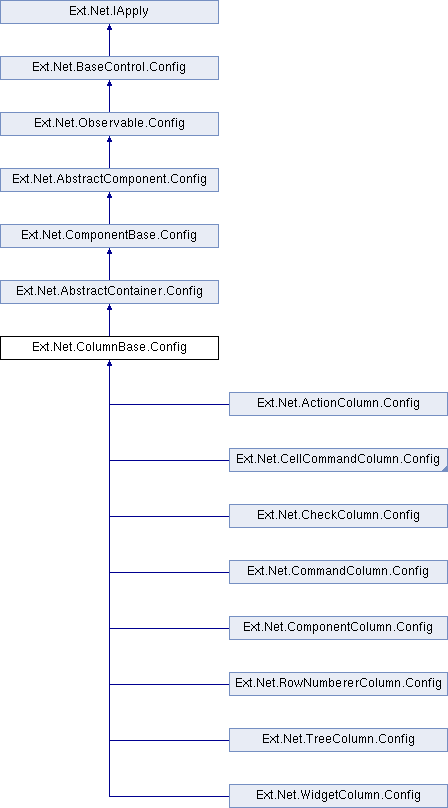 Ext.Net.IApply
Ext.Net.BaseControl.Config
Ext.Net.Observable.Config
Ext.Net.AbstractComponent.Config
Ext.Net.ComponentBase.Config
Ext.Net.AbstractContainer.Config
Ext.Net.ColumnBase.Config
Ext.Net.ActionColumn.Config
Ext.Net.CellCommandColumn.Config
Ext.Net.CheckColumn.Config
Ext.Net.CommandColumn.Config
Ext.Net.ComponentColumn.Config
Ext.Net.RowNumbererColumn.Config
Ext.Net.TreeColumn.Config
Ext.Net.WidgetColumn.Config